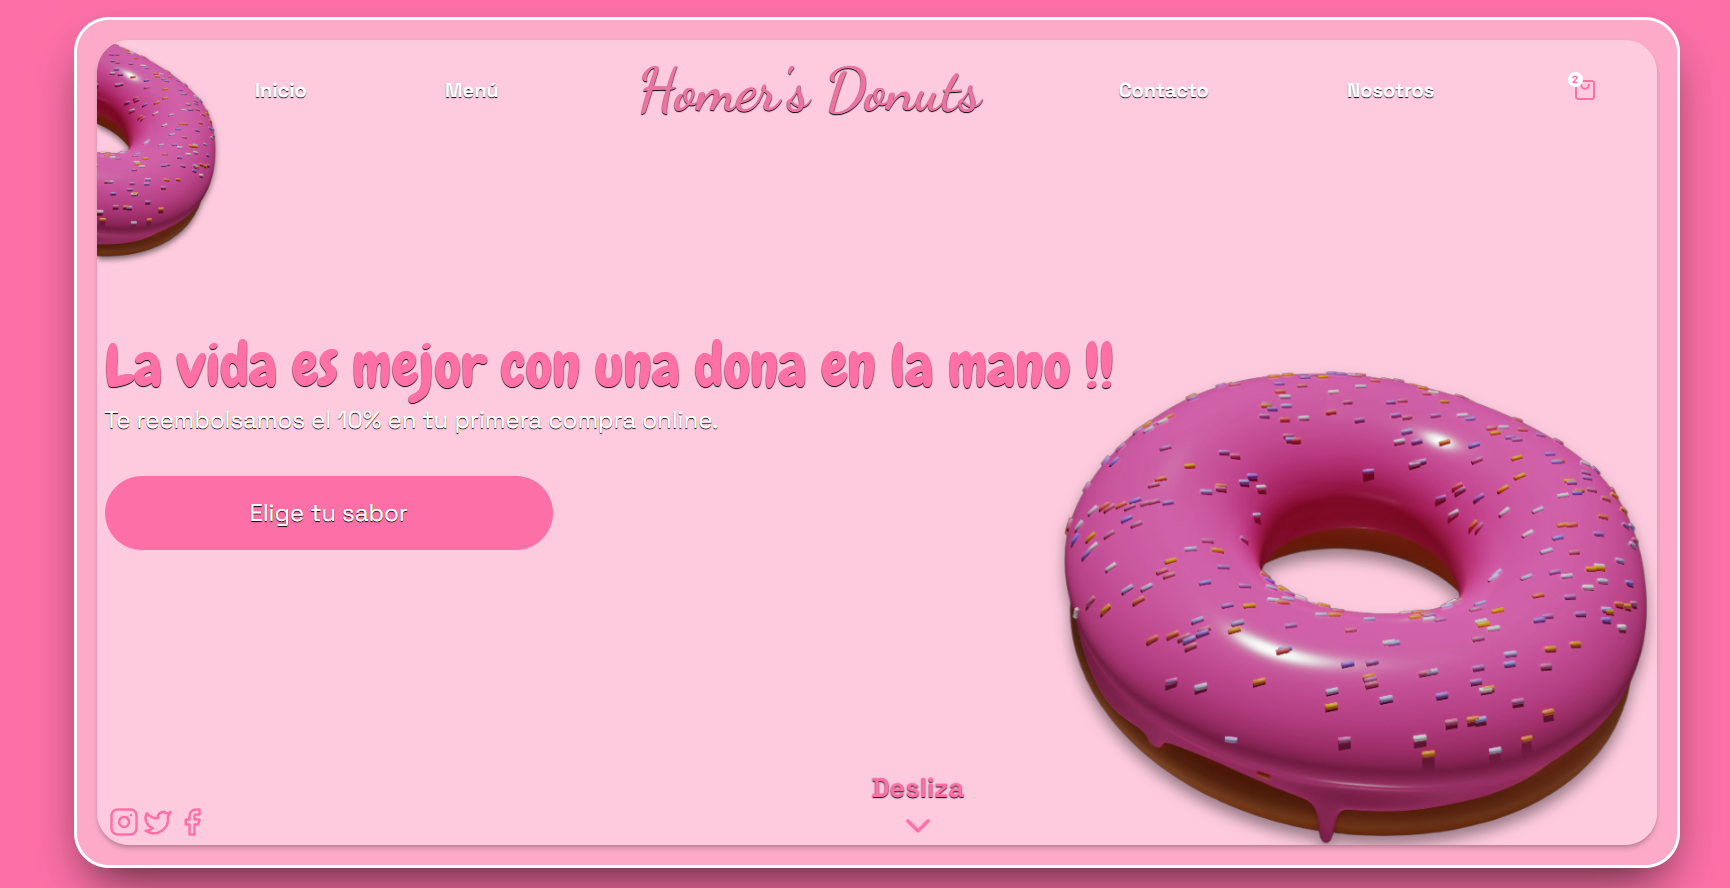 Inicio
Menú
Homer's Donuts
Contacto
Nosotros
2
La vida es mejor con una dona en la mano !!
Te reembolsamos el 10% en tu primera compra online.
Elige tu sabor
Desliza